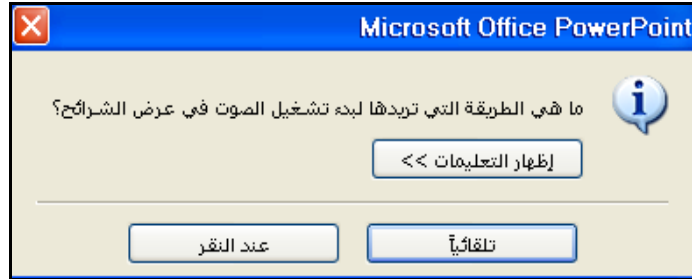 Microsoft Office PowerPoint
ما هي الطريقة التي تريدها لبدء تشغيل الصوت في عرض الشرائح؟
إظهار التعليمات >>
تلقائياً
عند النقر